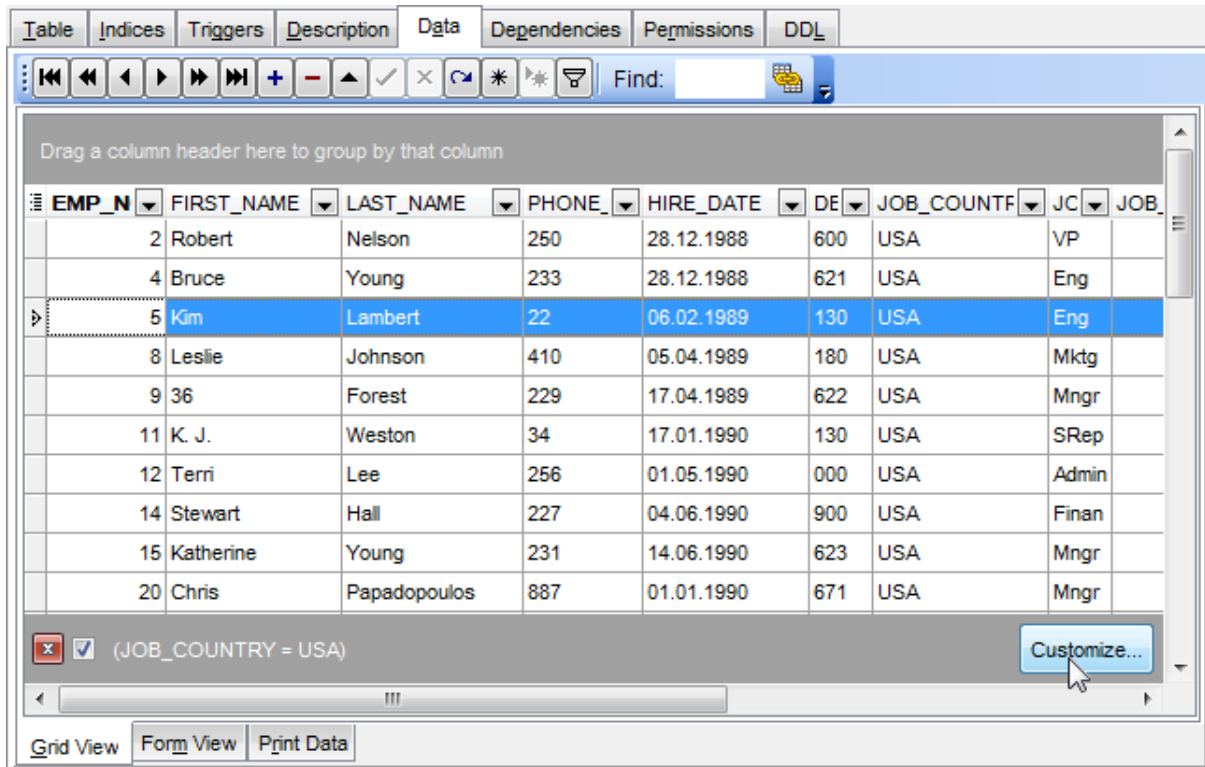 Table Indices Triggers Description Data Dependencies Permissions DDL
Find:
Drag a column header here to group by that column
EMP_N FIRST_NAME LAST_NAME PHONE_ HIRE_DATE DE JOB_COUNTR JC JOB_
2 Robert Nelson 250 28.12.1988 600 USA VP
4 Bruce Young 233 28.12.1988 621 USA Eng
5 Kim Lambert 22 06.02.1989 130 USA Eng
8 Leslie Johnson 410 05.04.1989 180 USA Mktg
9 36 Forest 229 17.04.1989 622 USA Mngr
11 K. J. Weston 34 17.01.1990 130 USA SRep
12 Terri Lee 256 01.05.1990 000 USA Admin
14 Stewart Hall 227 04.06.1990 900 USA Finan
15 Katherine Young 231 14.06.1990 623 USA Mngr
20 Chris Papadopoulos 887 01.01.1990 671 USA Mngr
(JOB_COUNTRY = USA) Customize...
Grid View Form View Print Data